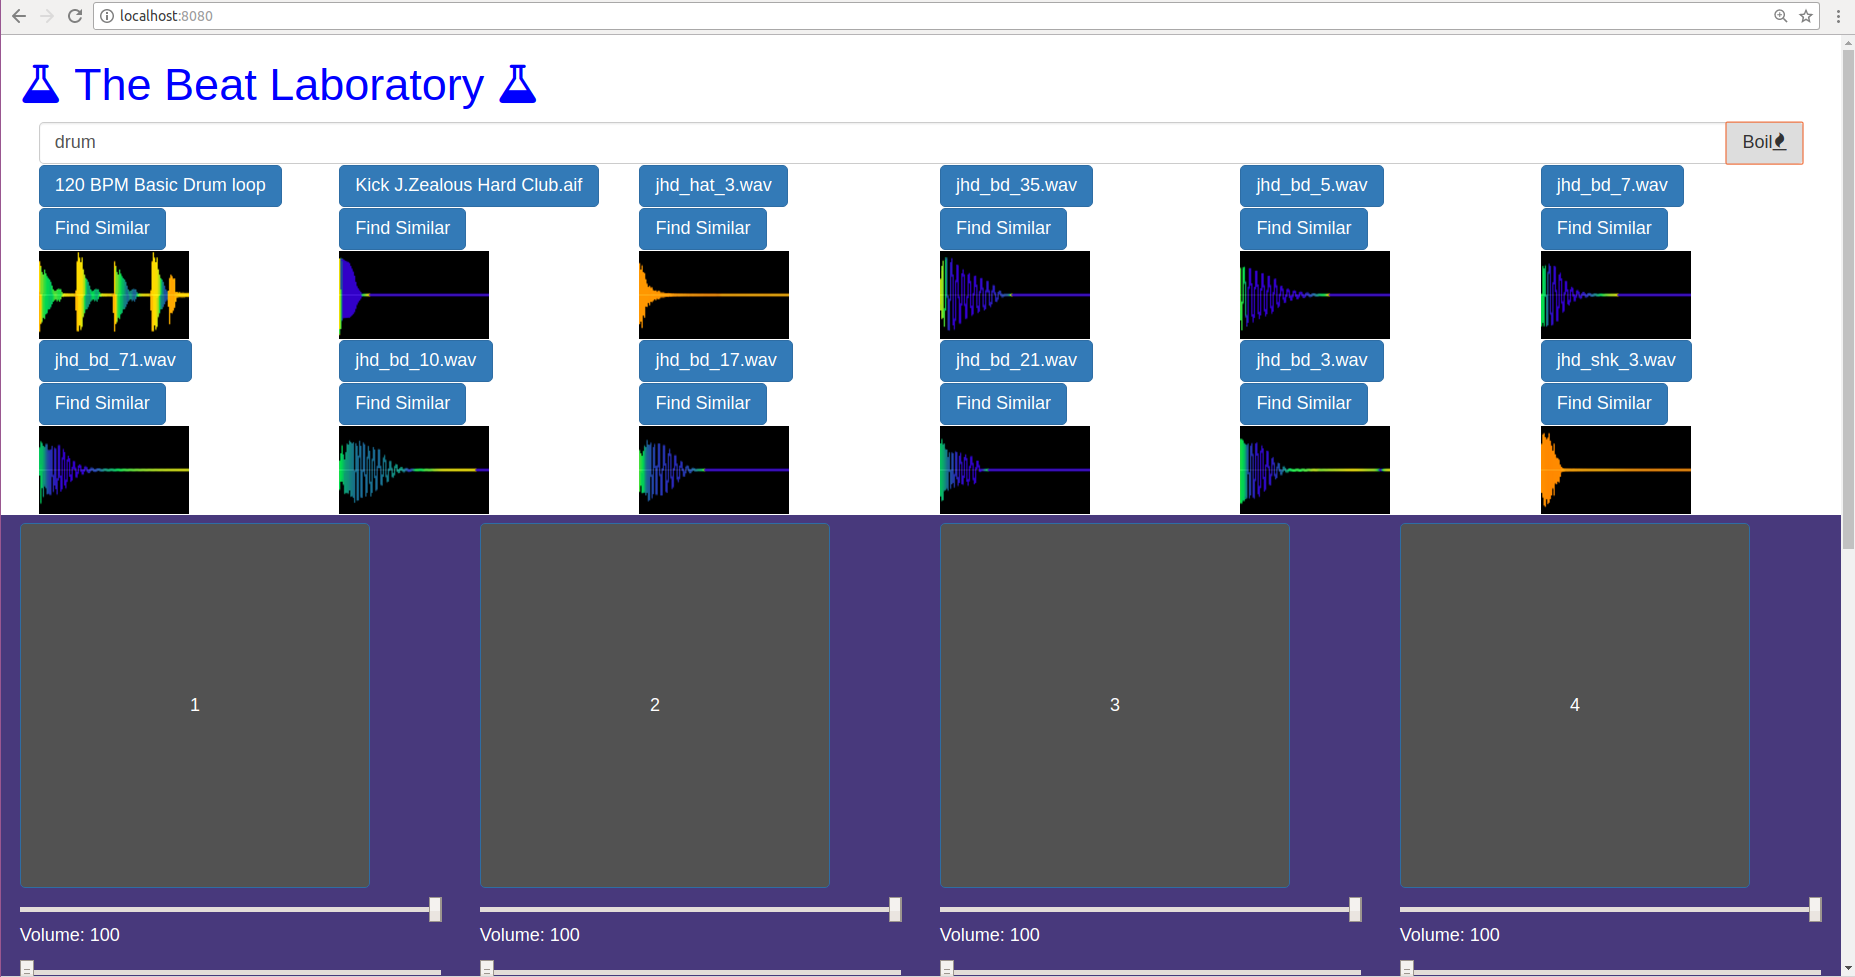 localhost:8080
The Beat Laboratory
drum
Boil
120 BPM Basic Drum loop
Kick J.Zealous Hard Club.aif
jhd_hat_3.wav
jhd_bd_35.wav
jhd_bd_5.wav
jhd_bd_7.wav
Find Similar
Find Similar
Find Similar
Find Similar
Find Similar
Find Similar
jhd_bd_71.wav
jhd_bd_10.wav
jhd_bd_17.wav
jhd_bd_21.wav
jhd_bd_3.wav
jhd_shk_3.wav
Find Similar
Find Similar
Find Similar
Find Similar
Find Similar
Find Similar
1
2
3
4
Volume: 100
Volume: 100
Volume: 100
Volume: 100